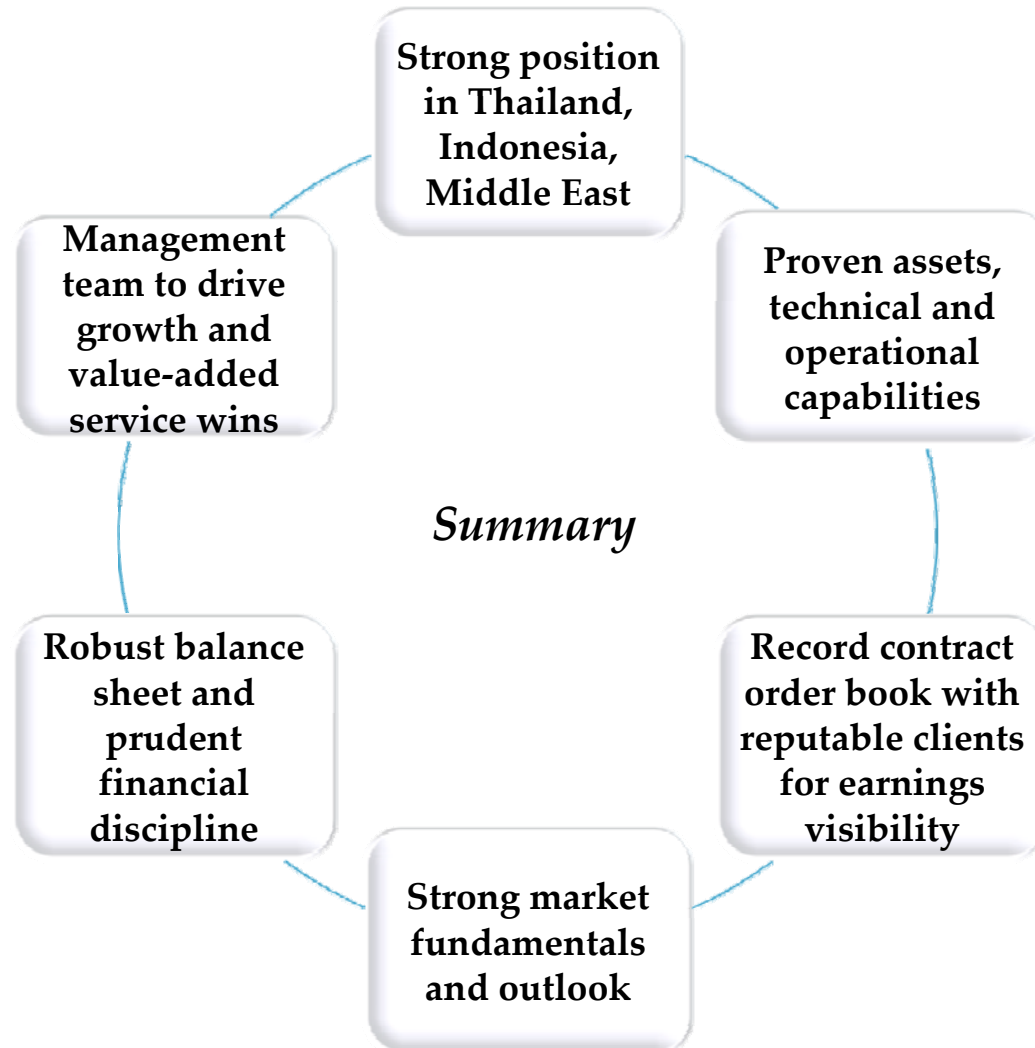 Strong position
in Thailand,
Indonesia,
Middle East
Proven assets,
technical and
operational
capabilities
Record contract
order book with
reputable clients
for earnings
visibility
Strong market
fundamentals
and outlook
Robust balance
sheet and
prudent
financial
discipline
Management
team to drive
growth and
value-added
service wins
Summary